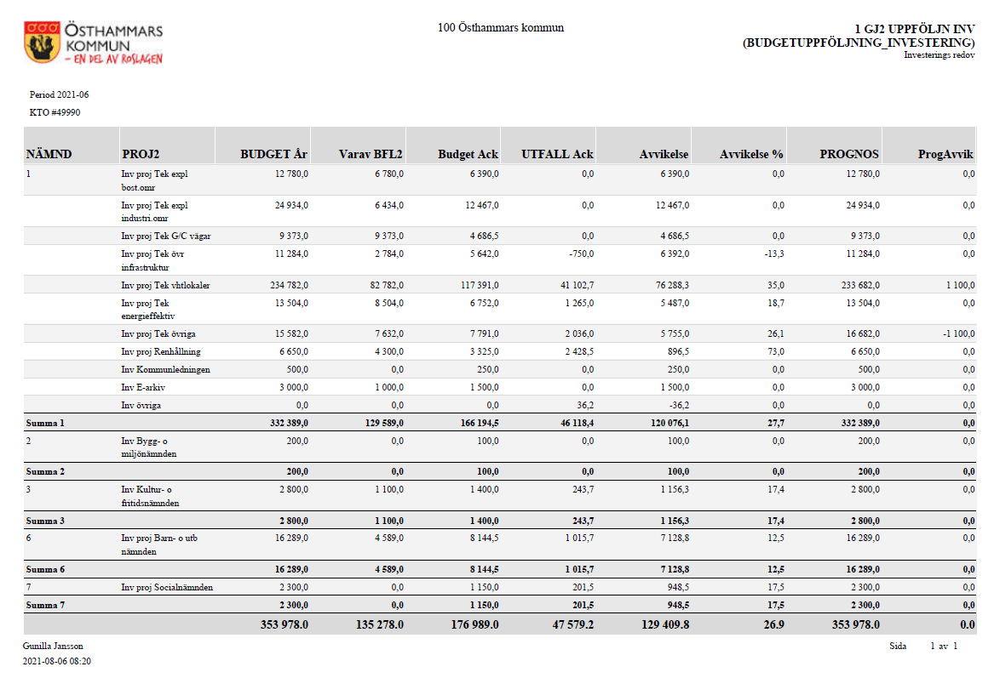 ÖSTHAMMARS
KOMMUN
– EN DEL AV ROSLAGEN
100 Östhammars kommun
1 GJ2 UPPFÖLJN INV
(BUDGETUPPFÖLJNING_INVESTERING)
Investerings redov
Period 2021-06
KTO #49990
NÄMND PROJ2 BUDGET År Varav BFL2 Budget Ack UTFALL Ack Avvikelse Avvikelse % PROGNOS ProgAvvik
1 Inv proj Tek expl 12 780,0 6 780,0 6 390,0 0,0 6 390,0 0,0 12 780,0 0,0
bost.omr
Inv proj Tek expl 24 934,0 6 434,0 12 467,0 0,0 12 467,0 0,0 24 934,0 0,0
industri.omr
Inv proj Tek G/C vägar 9 373,0 9 373,0 4 686,5 0,0 4 686,5 0,0 9 373,0 0,0
Inv proj Tek övr 11 284,0 2 784,0 5 642,0 -750,0 6 392,0 -13,3 11 284,0 0,0
infrastruktur
Inv proj Tek vhtlokaler 234 782,0 82 782,0 117 391,0 41 102,7 76 288,3 35,0 233 682,0 1 100,0
Inv proj Tek 13 504,0 8 504,0 6 752,0 1 265,0 5 487,0 18,7 13 504,0 0,0
energieffektiv
Inv proj Tek övriga 15 582,0 7 632,0 7 791,0 2 036,0 5 755,0 26,1 16 682,0 -1 100,0
Inv proj Renhållning 6 650,0 4 300,0 3 325,0 2 428,5 896,5 73,0 6 650,0 0,0
Inv Kommunledningen 500,0 0,0 250,0 0,0 250,0 0,0 500,0 0,0
Inv E-arkiv 3 000,0 1 000,0 1 500,0 0,0 1 500,0 0,0 3 000,0 0,0
Inv övriga 0,0 0,0 0,0 36,2 -36,2 0,0 0,0 0,0
Summa 1 332 389,0 129 589,0 166 194,5 46 118,4 120 076,1 27,7 332 389,0 0,0
2 Inv Bygg- o 200,0 0,0 100,0 0,0 100,0 0,0 200,0 0,0
miljönämnden
Summa 2 200,0 0,0 100,0 0,0 100,0 0,0 200,0 0,0
3 Inv Kultur- o 2 800,0 1 100,0 1 400,0 243,7 1 156,3 17,4 2 800,0 0,0
fritidsnämnden
Summa 3 2 800,0 1 100,0 1 400,0 243,7 1 156,3 17,4 2 800,0 0,0
6 Inv proj Barn- o utb 16 289,0 4 589,0 8 144,5 1 015,7 7 128,8 12,5 16 289,0 0,0
nämnden
Summa 6 16 289,0 4 589,0 8 144,5 1 015,7 7 128,8 12,5 16 289,0 0,0
7 Inv proj Socialnämnden 2 300,0 0,0 1 150,0 201,5 948,5 17,5 2 300,0 0,0
Summa 7 2 300,0 0,0 1 150,0 201,5 948,5 17,5 2 300,0 0,0
353 978.0 135 278.0 176 989.0 47 579.2 129 409.8 26.9 353 978.0 0.0
Gunilla Jansson Sida 1 av 1
2021-08-06 08:20